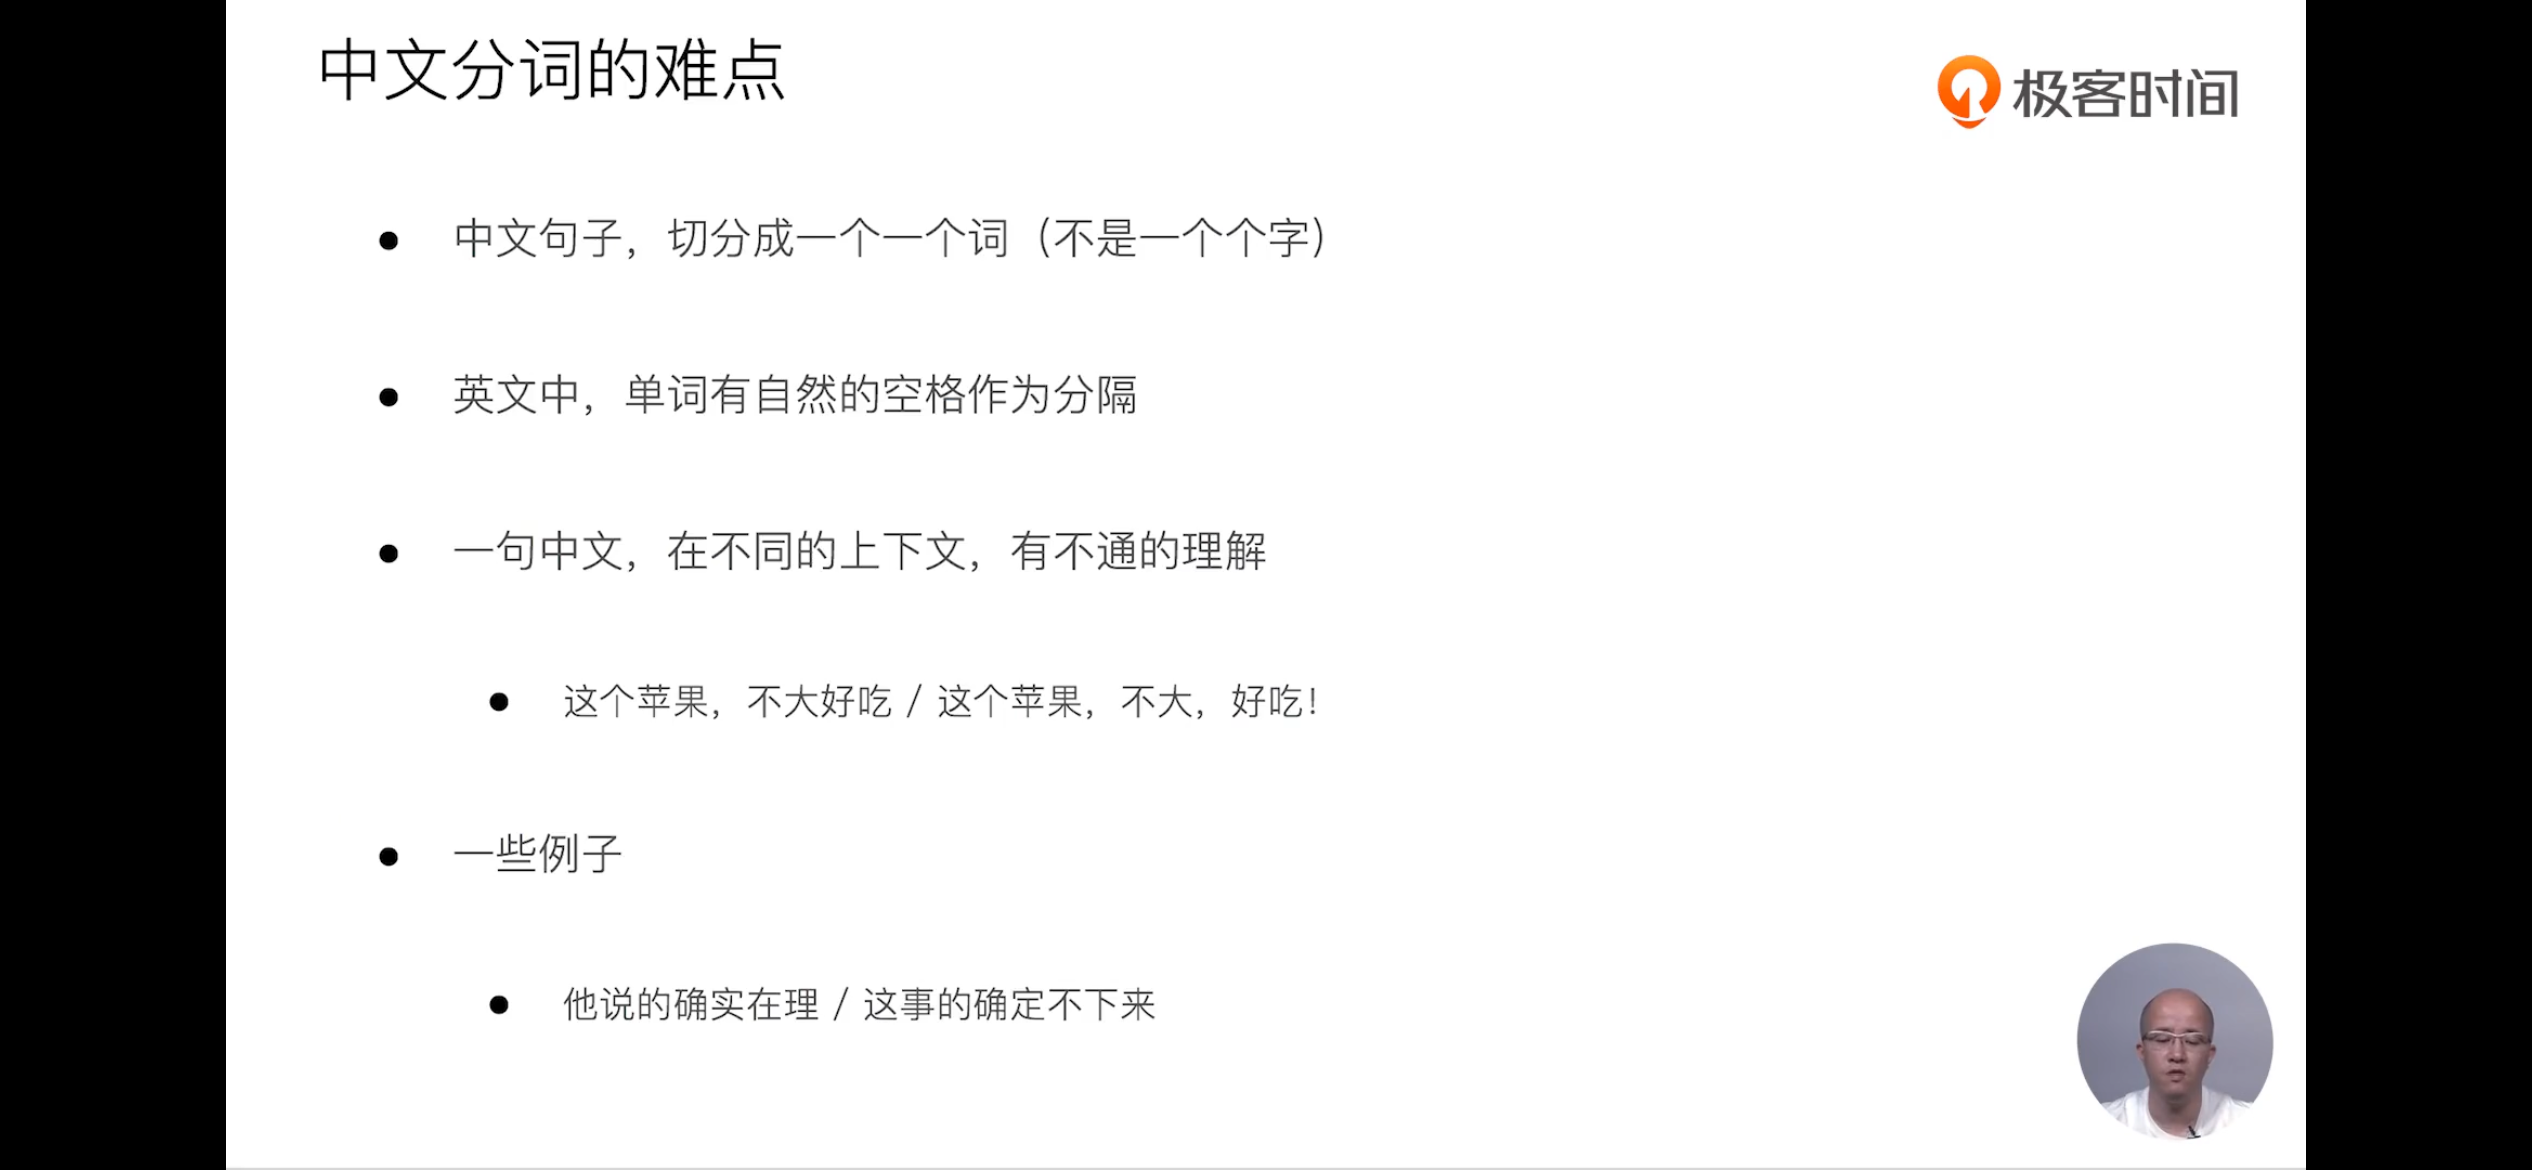 中文分词的难点
极客时间
中文句子，切分成一个一个词（不是一个个字）
英文中，单词有自然的空格作为分隔
一句中文，在不同的上下文，有不通的理解
这个苹果，不大好吃 / 这个苹果，不大，好吃！
一些例子
他说的确实在理 / 这事的确定不下来